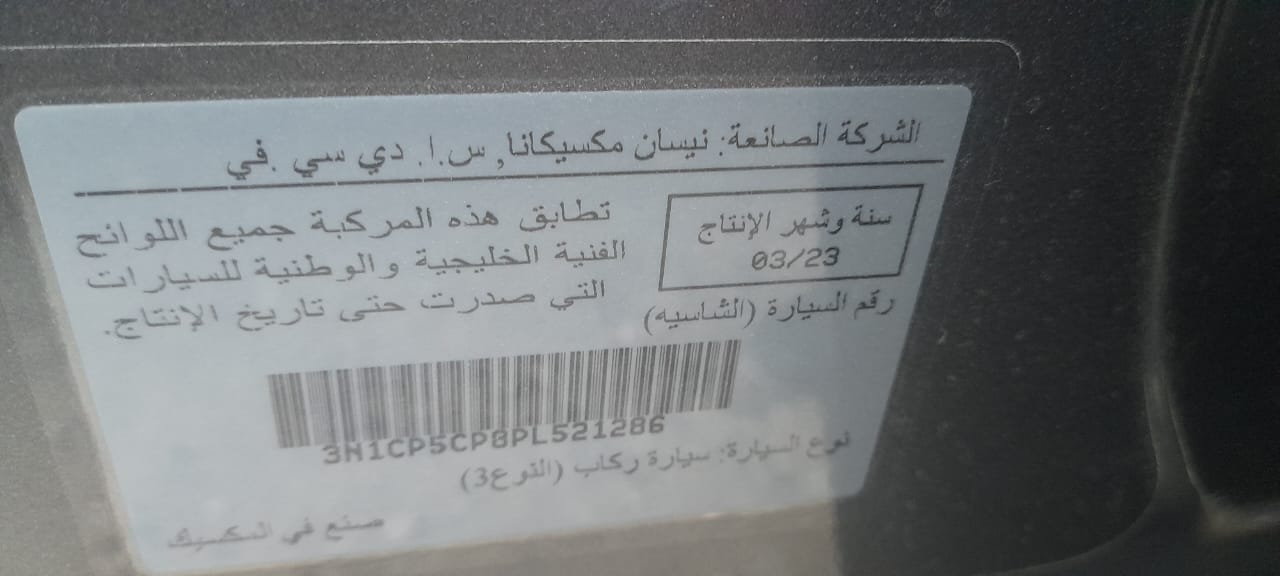 الشركة الصانعة: نيسان مكسيكانا, س.ا. دي سي .في
سنة وشهر الإنتاج
03/23
تطابق هذه المركبة جميع اللوائح
الفنية الخليجية والوطنية للسيارات
التي صدرت حتى تاريخ الإنتاج.
رقم السيارة (الشاسيه)
3N1CP5CP8PL521286
نوع السيارة: سيارة ركاب (النوع3)
صنع في المكسيك